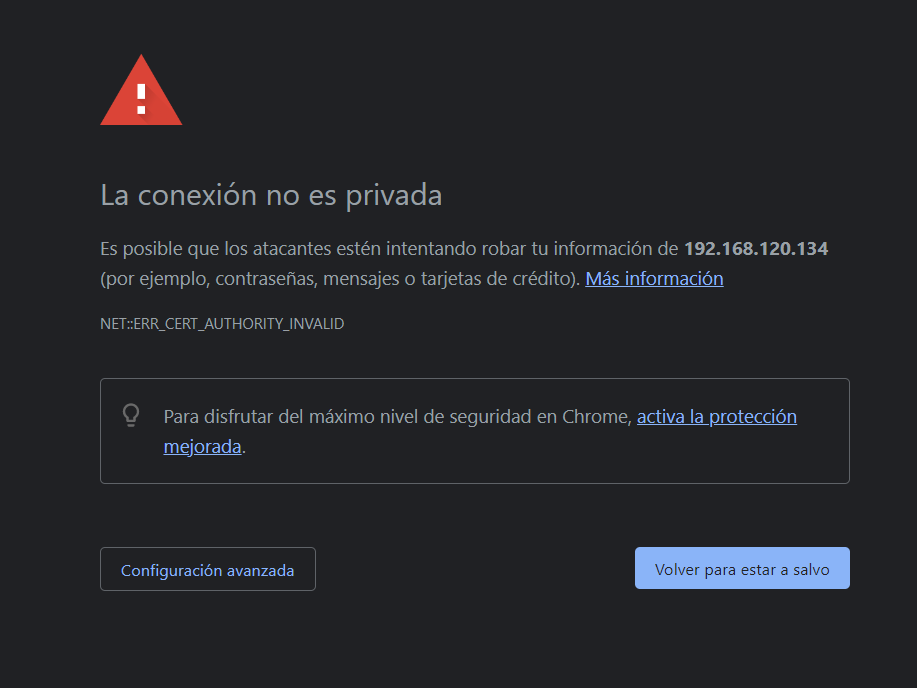 La conexión no es privada
Es posible que los atacantes estén intentando robar tu información de 192.168.120.134
(por ejemplo, contraseñas, mensajes o tarjetas de crédito). Más información
NET::ERR_CERT_AUTHORITY_INVALID
Para disfrutar del máximo nivel de seguridad en Chrome, activa la protección
mejorada.
Configuración avanzada
Volver para estar a salvo